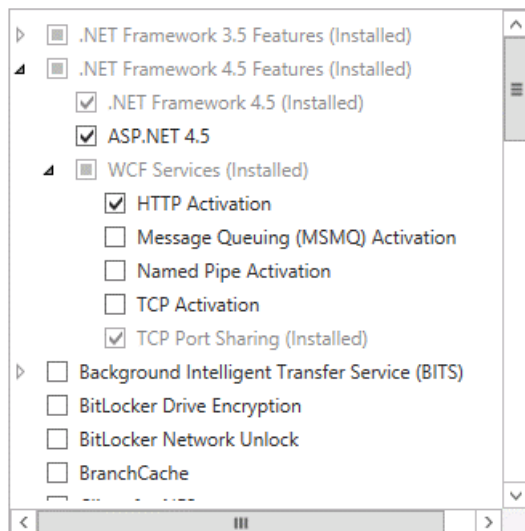 .NET Framework 3.5 Features (Installed)
.NET Framework 4.5 Features (Installed)
.NET Framework 4.5 (Installed)
ASP.NET 4.5
WCF Services (Installed)
HTTP Activation
Message Queuing (MSMQ) Activation
Named Pipe Activation
TCP Activation
TCP Port Sharing (Installed)
Background Intelligent Transfer Service (BITS)
BitLocker Drive Encryption
BitLocker Network Unlock
BranchCache